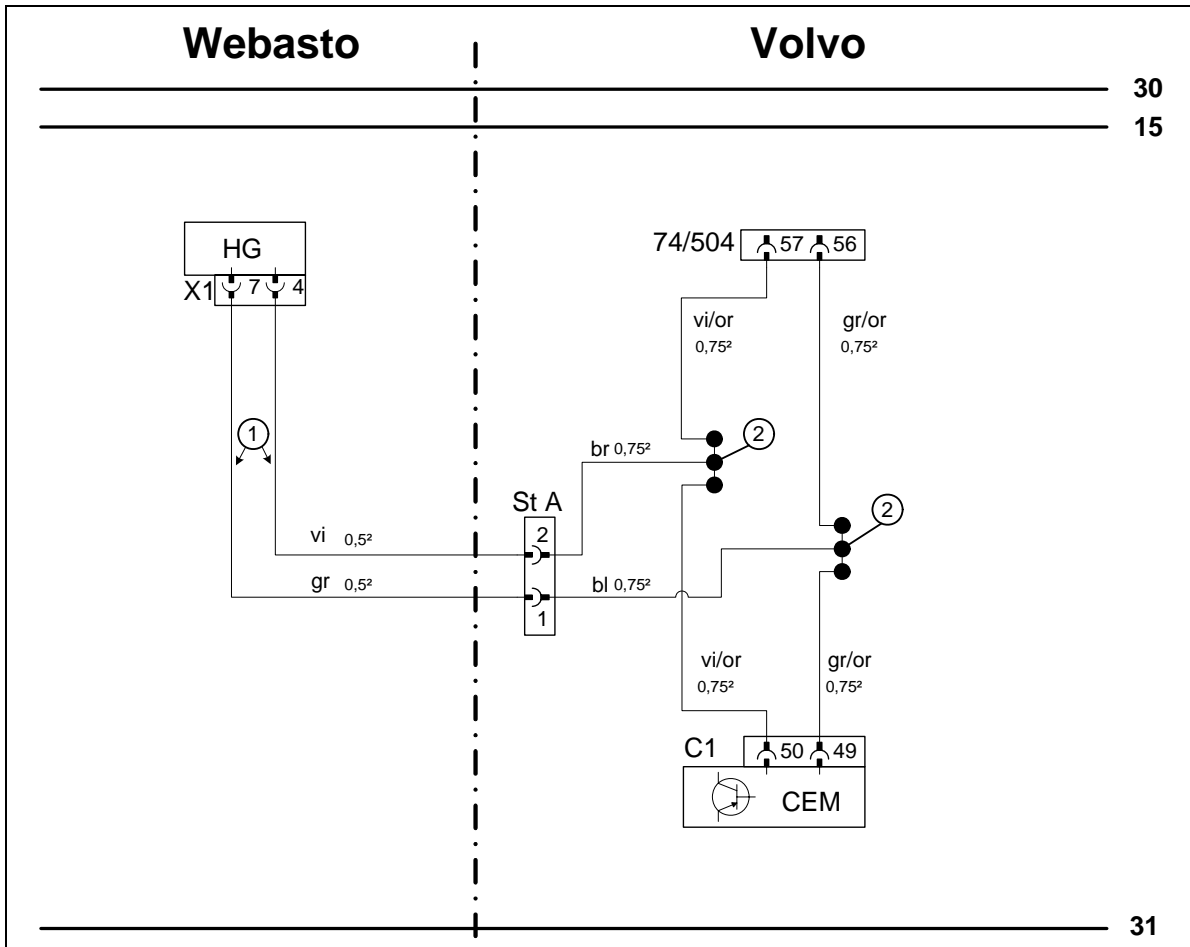 Webasto
Volvo
30
15
HG
X1 7 4
74/504 57 56
vi/or
0,75²
gr/or
0,75²
1
2
br 0,75²
St A
2
2
vi 0,5²
gr 0,5²
bl 0,75²
1
vi/or
0,75²
gr/or
0,75²
C1 50 49
CEM
31